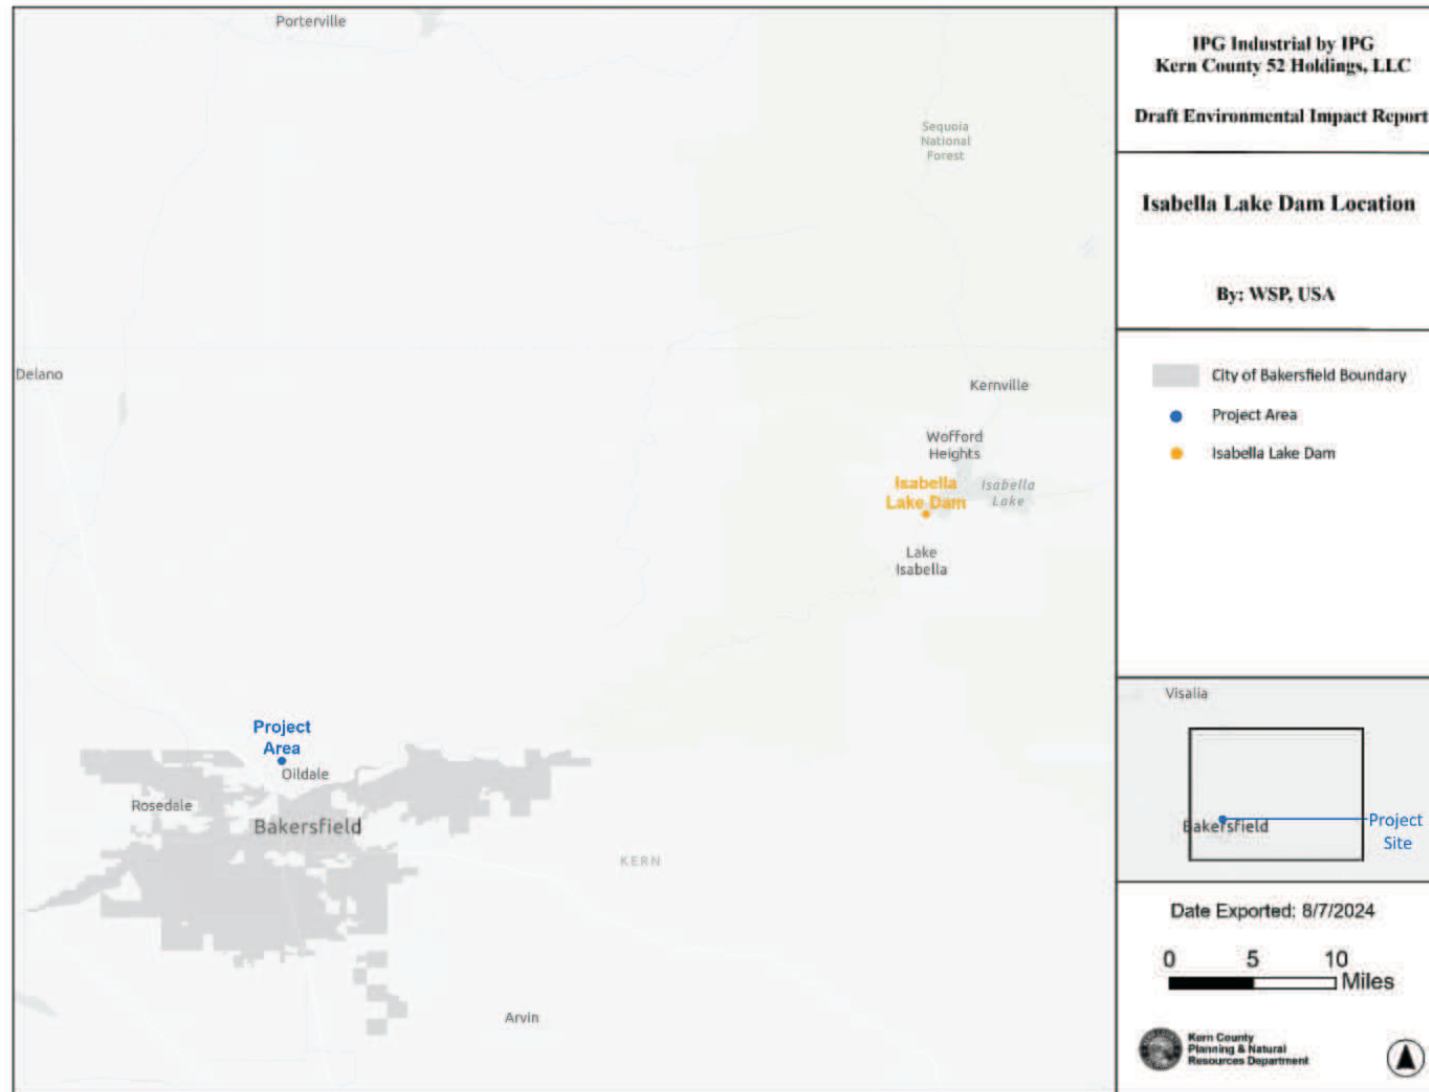 Porterville
Sequoia
National
Forest
Delano
Kernville
Wofford
Heights
Isabella
Lake Dam
Isabella
Lake
Lake
Isabella
Project
Area
Oildale
Rosedale
Bakersfield
KERN
Arvin
IPG Industrial by IPG
Kern County 52 Holdings, LLC
Draft Environmental Impact Report
Isabella Lake Dam Location
By: WSP, USA
City of Bakersfield Boundary
Project Area
Isabella Lake Dam
Visalia
Bakersfield
Project
Site
Date Exported: 8/7/2024
0 5 10
Miles
Kern County
Planning & Natural
Resources Department